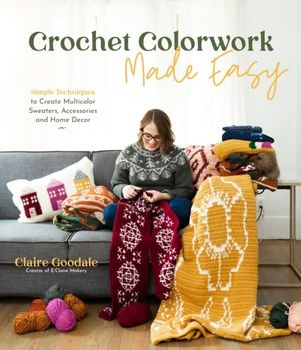 Crochet Colorwork
Made Easy
Simple Techniques
to Create Multicolor
Sweaters, Accessories
and Home Decor
Claire Goodale
Creator of E'Claire Makery